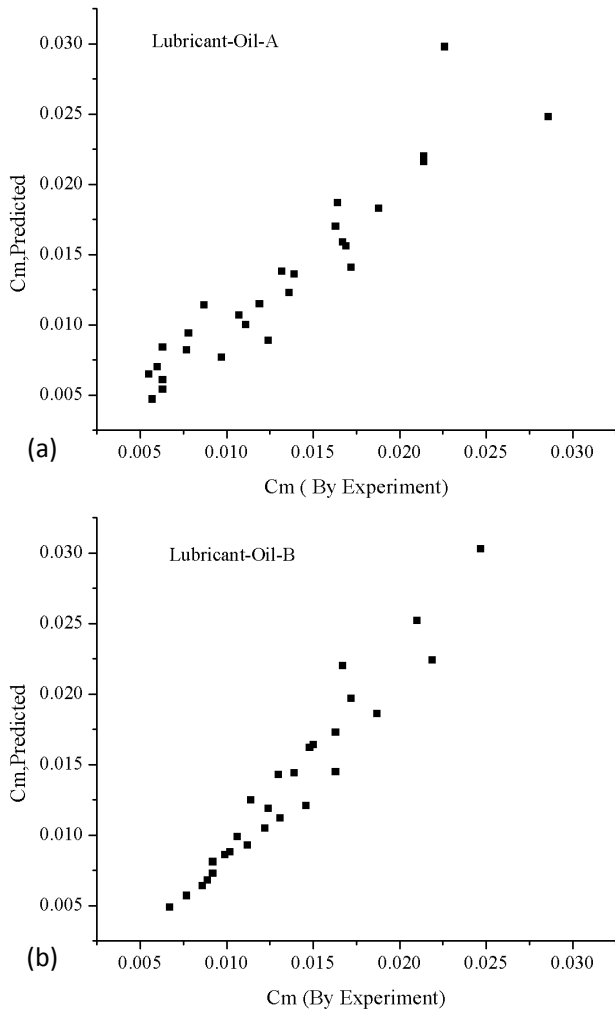 0.030
Lubricant-Oil-A
0.025
0.020
Cm,Predicted
0.015
0.010
0.005
(a)
0.005 0.010 0.015 0.020 0.025 0.030
Cm ( By Experiment)
0.030
Lubricant-Oil-B
0.025
0.020
Cm,Predicted
0.015
0.010
0.005
(b)
0.005 0.010 0.015 0.020 0.025 0.030
Cm (By Experiment)